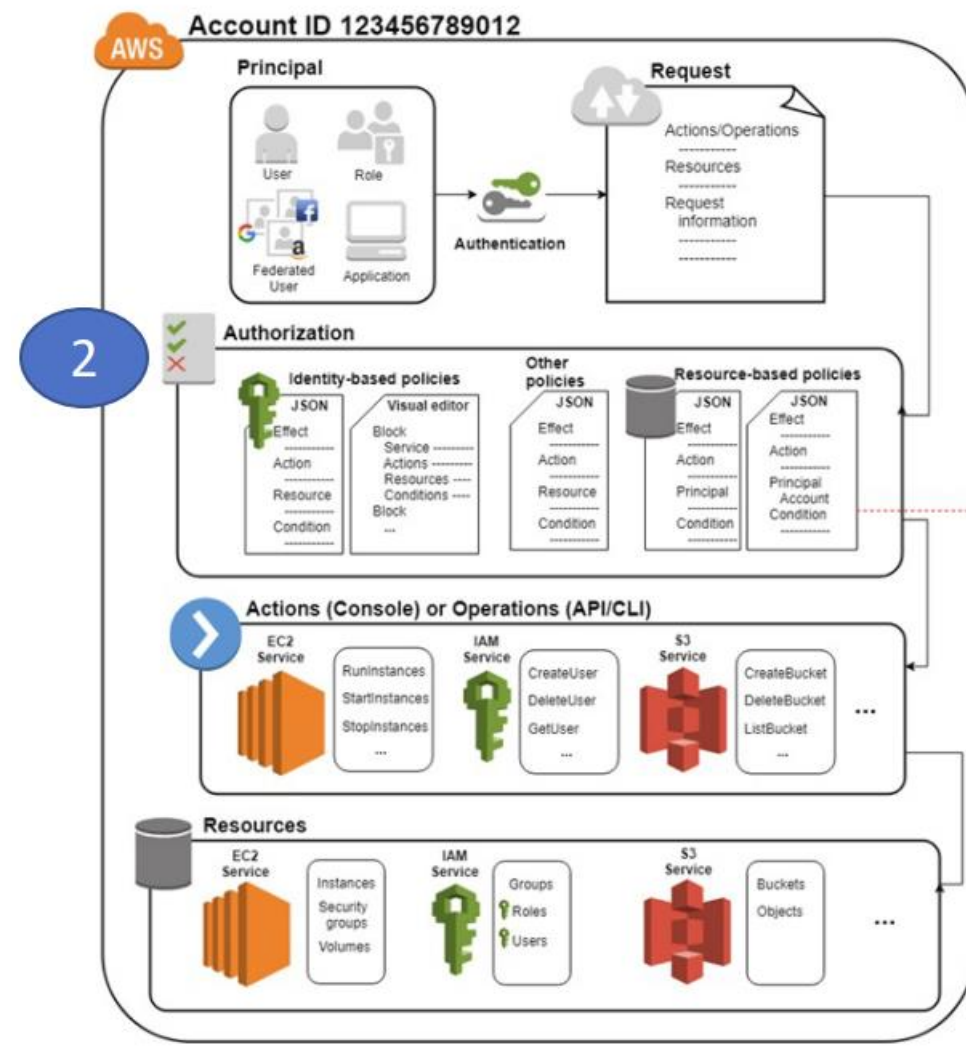 AWS
Account ID 123456789012
Principal
User
Role
Federated
User
Application
Authentication
Request
Actions/Operations
-----------
Resources
-----------
Request
information
-----------
-----------
2
Authorization
Identity-based policies
JSON
Effect
-----------
Action
-----------
Resource
-----------
Condition
-----------
Visual editor
Block
Service --------
Actions ---------
Resources ----
Conditions ----
Block
...
Other
policies
JSON
Effect
-----------
Action
-----------
Resource
-----------
Condition
-----------
Resource-based policies
JSON
Effect
-----------
Action
-----------
Principal
-----------
Condition
-----------
JSON
Effect
-----------
Action
-----------
Principal
Account
Condition
-----------
Actions (Console) or Operations (API/CLI)
EC2
Service
RunInstances
StartInstances
StopInstances
...
IAM
Service
CreateUser
DeleteUser
GetUser
...
S3
Service
CreateBucket
DeleteBucket
ListBucket
...
...
Resources
EC2
Service
Instances
Security
groups
Volumes
IAM
Service
Groups
Roles
Users
S3
Service
Buckets
Objects
...